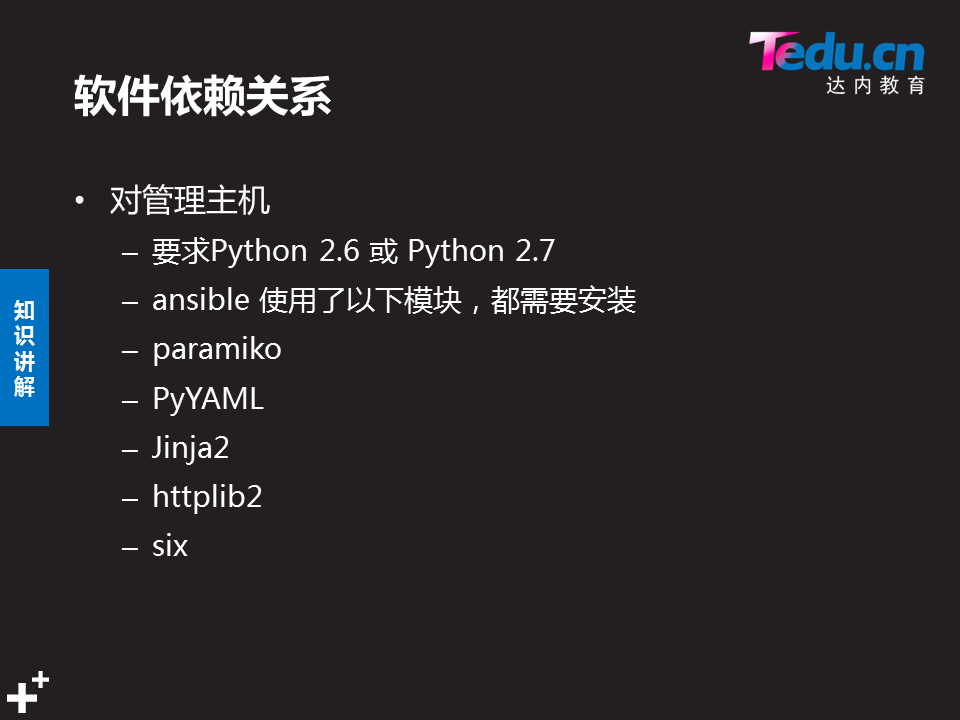 Tedu.cn
达内教育
软件依赖关系
• 对管理主机
– 要求Python 2.6 或 Python 2.7
– ansible 使用了以下模块，都需要安装
– paramiko
– PyYAML
– Jinja2
– httplib2
– six
知
识
讲
解